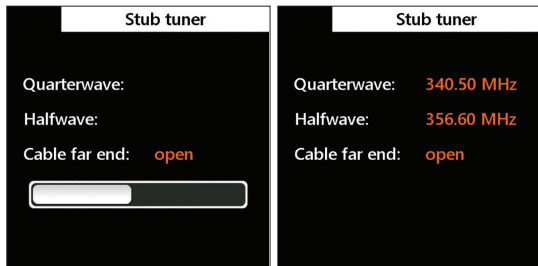 Stub tuner
Quarterwave:
Halfwave:
Cable far end: open
Stub tuner
Quarterwave: 340.50 MHz
Halfwave: 356.60 MHz
Cable far end: open